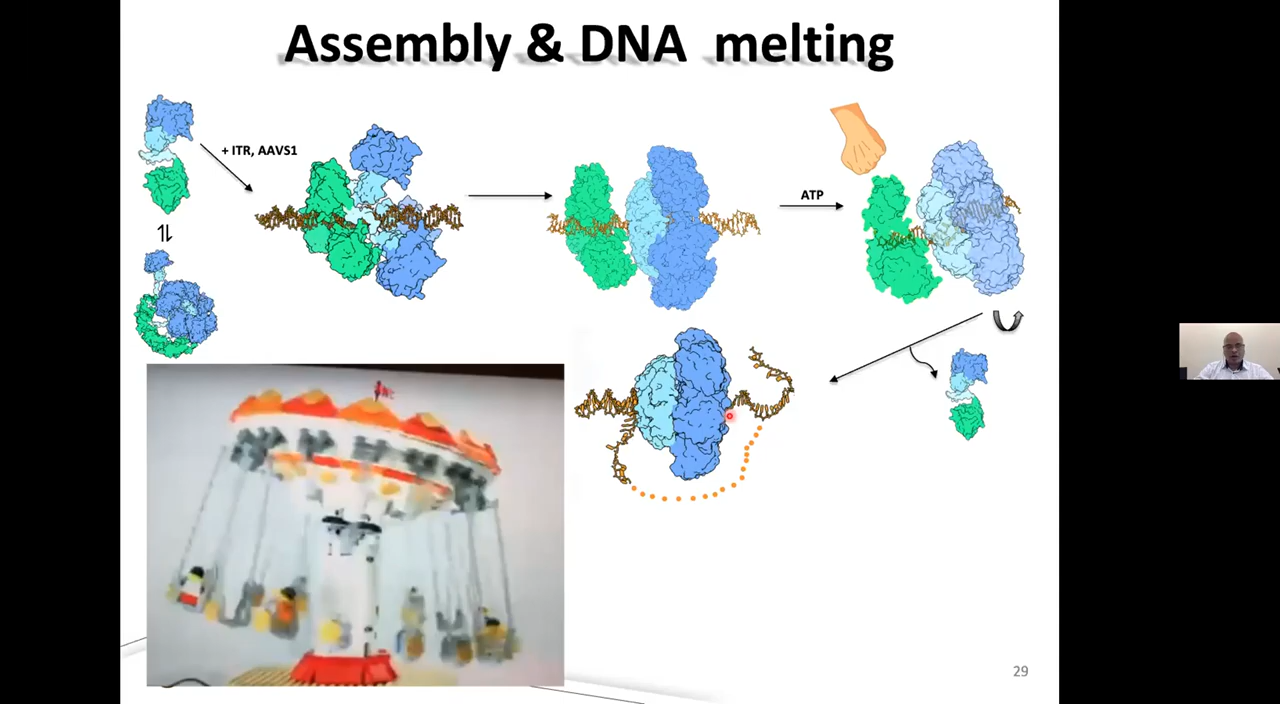 Assembly & DNA melting
+ ITR, AAVS1
ATP
29